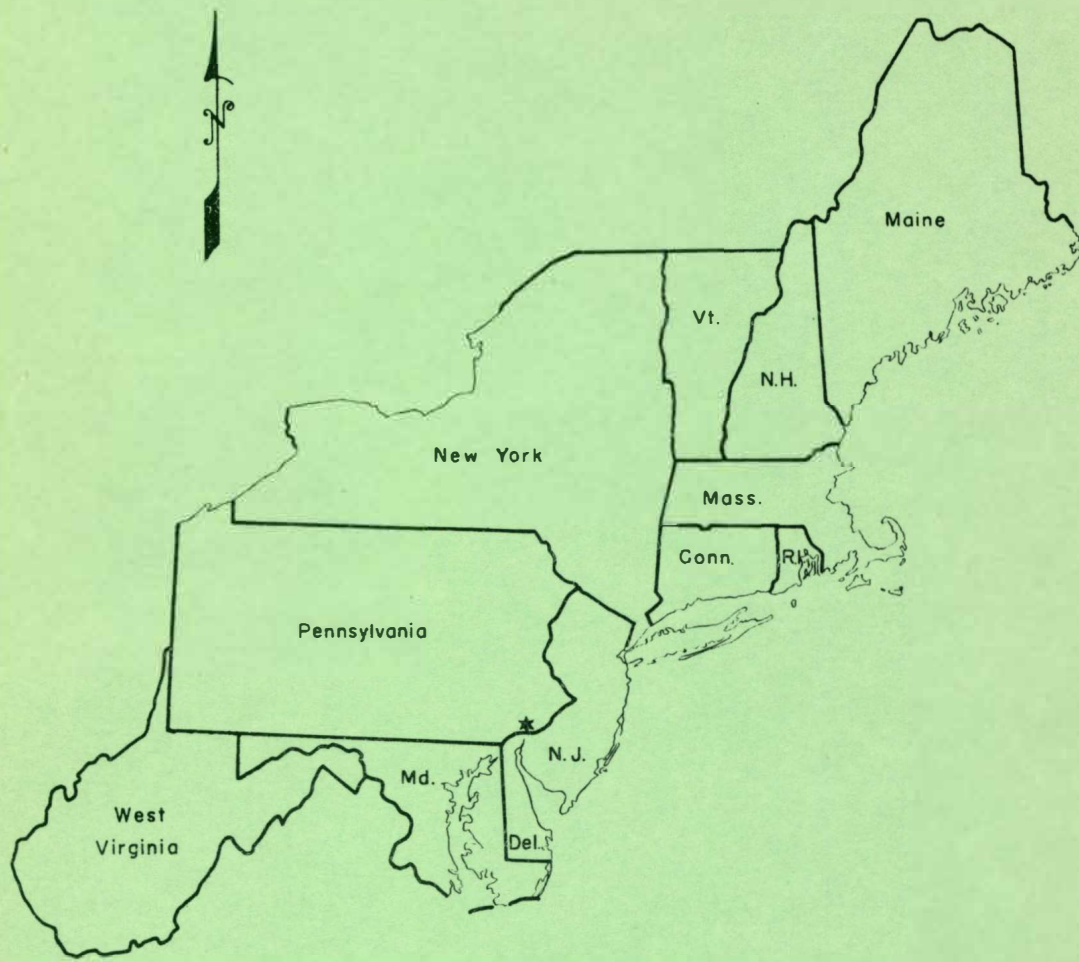 N
Maine
Vt.
N.H.
New York
Mass.
Conn.
R.I.
Pennsylvania
N.J.
Md.
West
Virginia
Del.